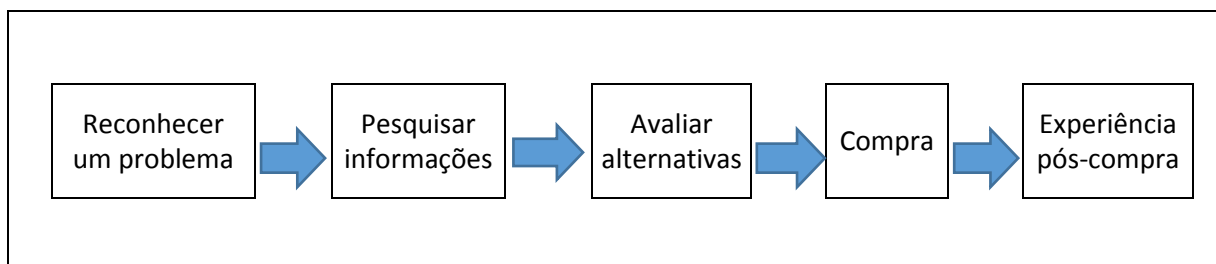 Reconhecer
um problema
Pesquisar
informações
Avaliar
alternativas
Compra
Experiência
pós-compra